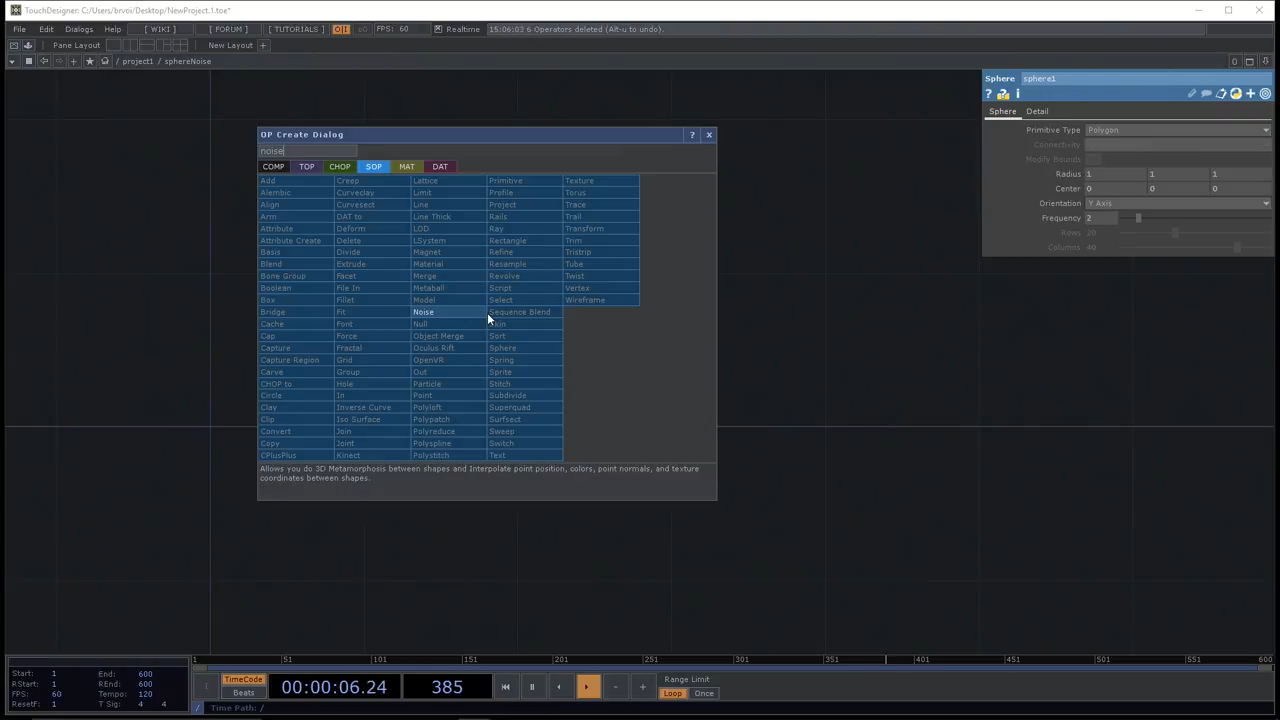 TouchDesigner: C:/Users/brvoi/Desktop/NewProject.1.toe*
File Edit Dialogs Help [ WIKI ] [ FORUM ] [ TUTORIALS ] O|I FPS: 60 Realtime 15:06:03 6 Operators deleted (Alt-u to undo).
Pane Layout New Layout +
/ project1 / sphereNoise 0
Sphere sphere1
? i
Sphere Detail
Primitive Type Polygon
Connectivity
Modify Bounds
Radius 1 1 1
Center 0 0 0
Orientation Y Axis
Frequency 2
Rows 20
Columns 40
OP Create Dialog ? x
noise
COMP TOP CHOP SOP MAT DAT
Add Creep Lattice Primitive Texture
Alembic Curveclay Limit Profile Torus
Align Curvesect Line Project Trace
Arm DAT to Line Thick Rails Trail
Attribute Deform LOD Ray Transform
Attribute Create Delete LSystem Rectangle Trim
Basis Divide Magnet Refine Tristrip
Blend Extrude Material Resample Tube
Bone Group Facet Merge Revolve Twist
Boolean File In Metaball Script Vertex
Box Fillet Model Select Wireframe
Bridge Fit Noise Sequence Blend
Cache Font Null Skin
Cap Force Object Merge Sort
Capture Fractal Oculus Rift Sphere
Capture Region Grid OpenVR Spring
Carve Group Out Sprite
CHOP to Hole Particle Stitch
Circle In Point Subdivide
Clay Inverse Curve Polyloft Superquad
Clip Iso Surface Polypatch Surfsect
Convert Join Polyreduce Sweep
Copy Joint Polyspline Switch
CPlusPlus Kinect Polystitch Text
Allows you do 3D Metamorphosis between shapes and Interpolate point position, colors, point normals, and texture
coordinates between shapes.
1 51 101 151 201 251 301 351 401 451 501 551 600
Start: 1 End: 600
RStart: 1 REnd: 600
FPS: 60 Tempo: 120
ResetF: 1 T Sig: 4 4
TimeCode
Beats
00:00:06.24 385
- +
Range Limit
Loop Once
/ Time Path: /